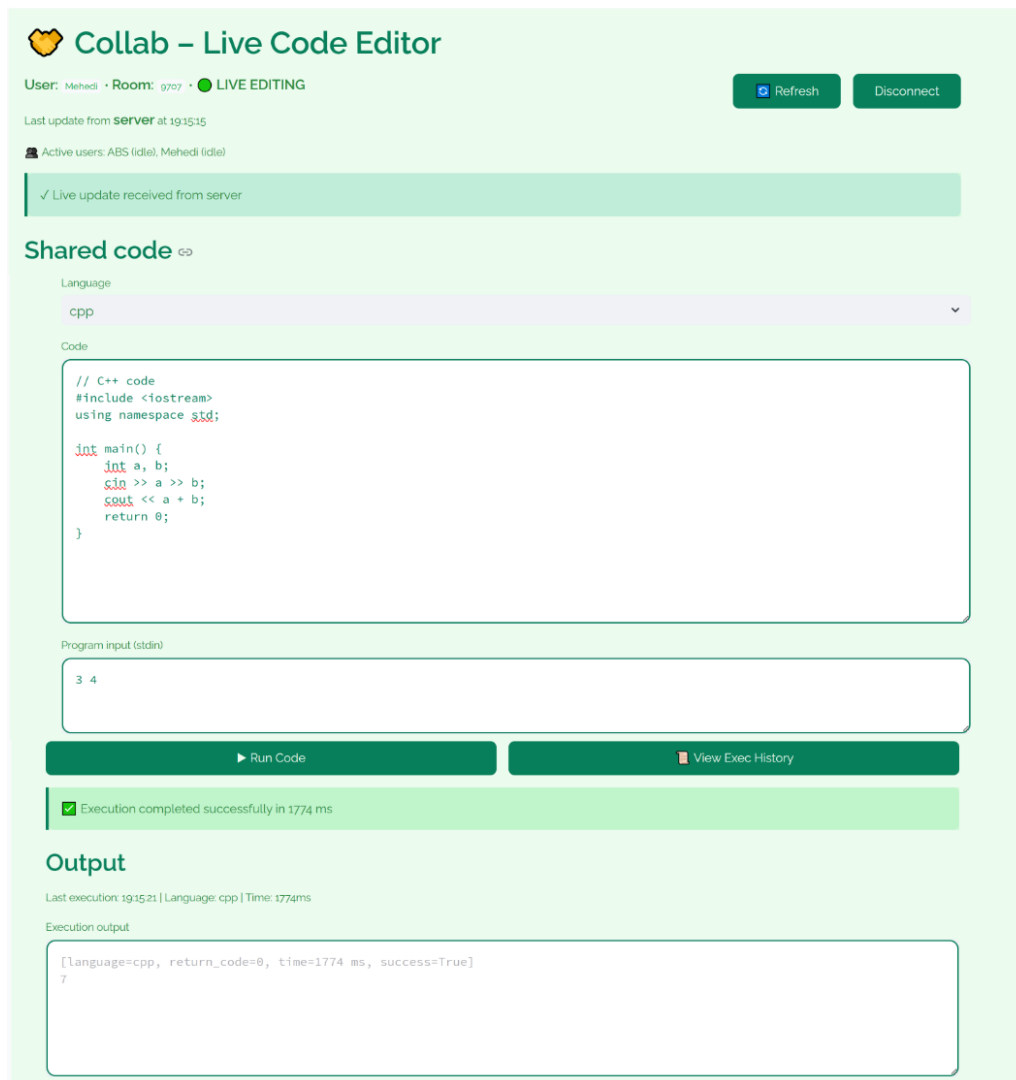 Collab – Live Code Editor
User: Mehedi · Room: 9707 · LIVE EDITING
Refresh
Disconnect
Last update from server at 19:15:15
Active users: ABS (idle), Mehedi (idle)
✓ Live update received from server
Shared code
Language
cpp
Code
// C++ code
#include <iostream>
using namespace std;
int main() {
    int a, b;
    cin >> a >> b;
    cout << a + b;
    return 0;
}
Program input (stdin)
3 4
▶ Run Code
View Exec History
✅ Execution completed successfully in 1774 ms
Output
Last execution: 19:15:21 | Language: cpp | Time: 1774ms
Execution output
[language=cpp, return_code=0, time=1774 ms, success=True]
7